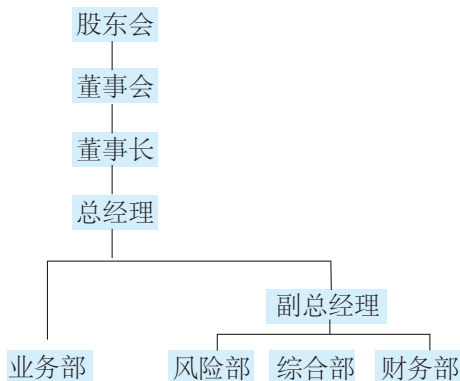 股东会
董事会
董事长
总经理
副总经理
业务部 风险部 综合部 财务部